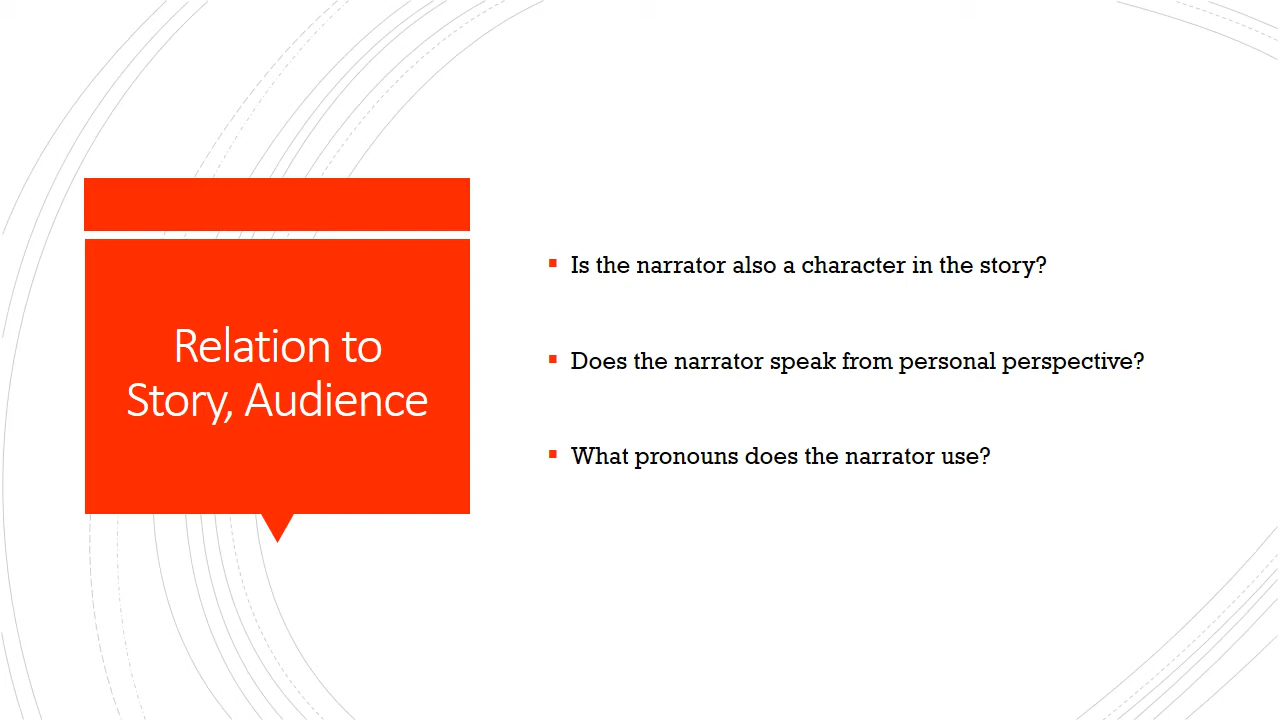 Relation to
Story, Audience
Is the narrator also a character in the story?
Does the narrator speak from personal perspective?
What pronouns does the narrator use?